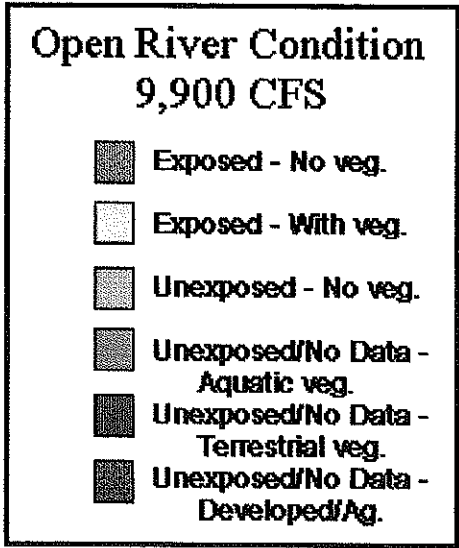 Open River Condition
9,900 CFS
Exposed - No veg.
Exposed - With veg.
Unexposed - No veg.
Unexposed/No Data -
Aquatic veg.
Unexposed/No Data -
Terrestrial veg.
Unexposed/No Data -
Developed/Ag.